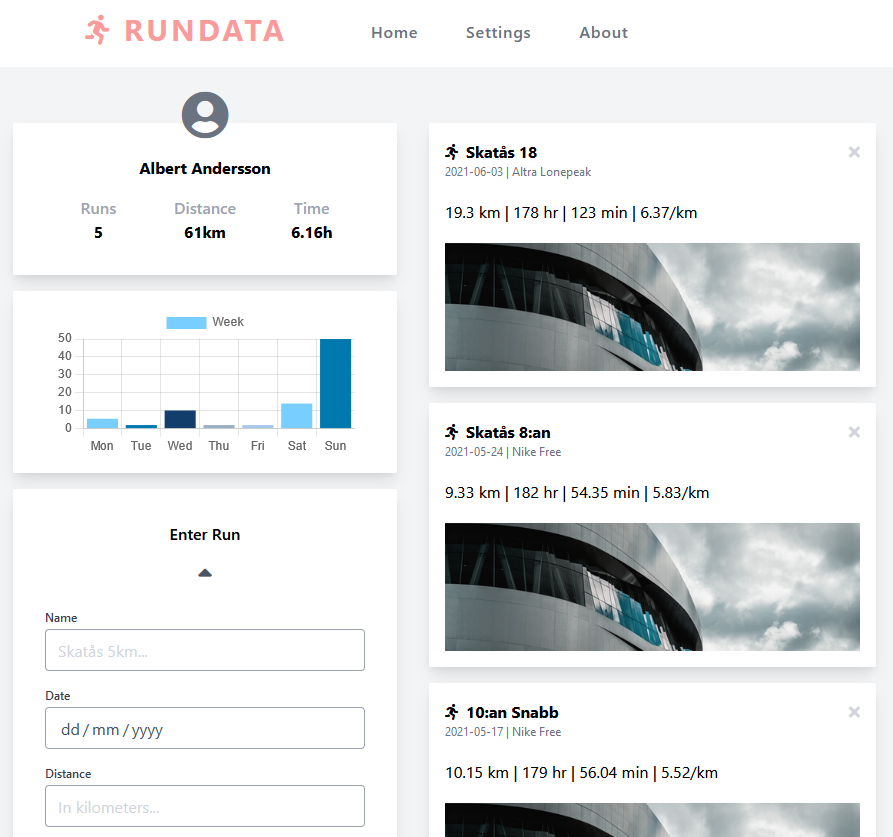 RUNDATA
Home Settings About
Albert Andersson
Runs Distance Time
5 61km 6.16h
Week
50
40
30
20
10
0
Mon Tue Wed Thu Fri Sat Sun
Enter Run
Name
Skatås 5km...
Date
dd/mm/yyyy
Distance
In kilometers...
Skatås 18
2021-06-03 | Altra Lonepeak
19.3 km | 178 hr | 123 min | 6.37/km
Skatås 8:an
2021-05-24 | Nike Free
9.33 km | 182 hr | 54.35 min | 5.83/km
10:an Snabb
2021-05-17 | Nike Free
10.15 km | 179 hr | 56.04 min | 5.52/km